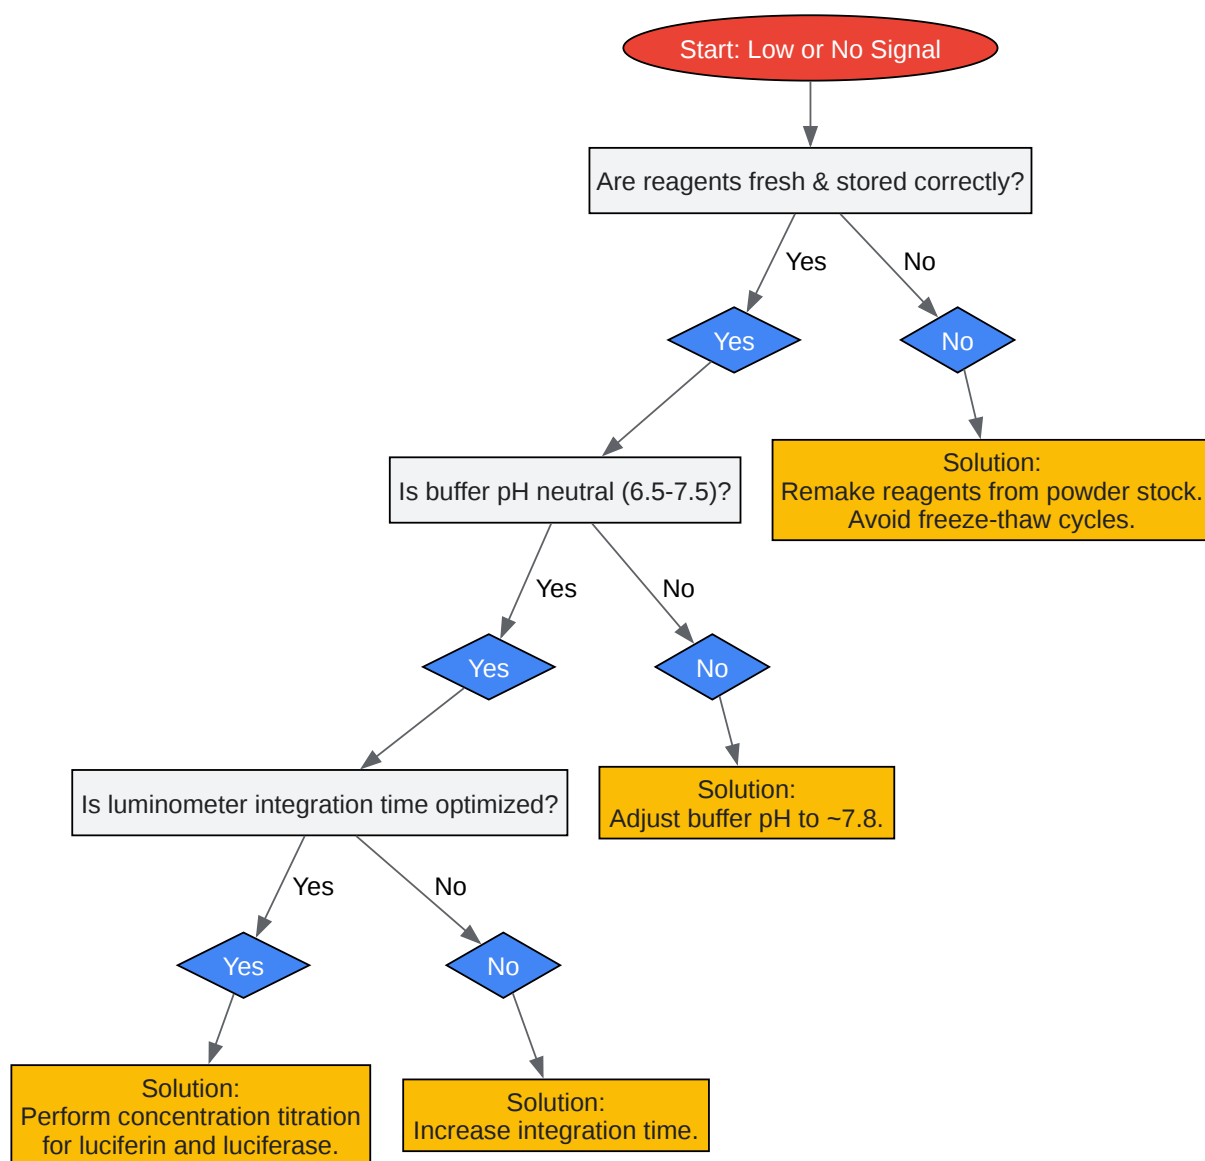 Start: Low or No Signal
Are reagents fresh & stored correctly?
Yes
No
Yes
No
Solution:
Remake reagents from powder stock.
Avoid freeze-thaw cycles.
Is buffer pH neutral (6.5-7.5)?
Yes
No
Yes
No
Solution:
Adjust buffer pH to ~7.8.
Is luminometer integration time optimized?
Yes
No
Yes
No
Solution:
Perform concentration titration
for luciferin and luciferase.
Solution:
Increase integration time.